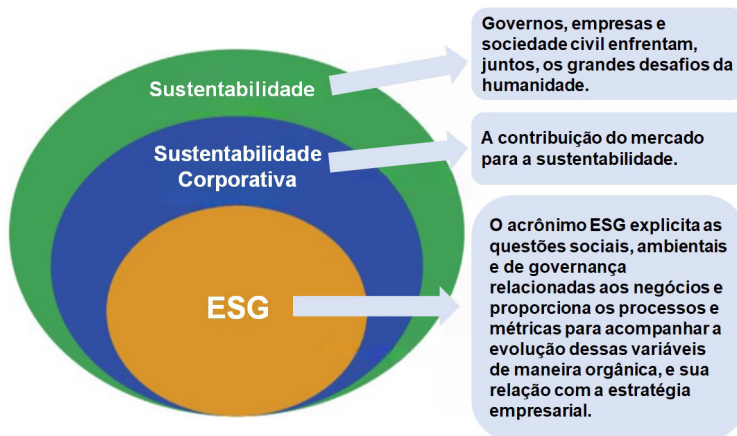 Sustentabilidade
Governos, empresas e
sociedade civil enfrentam,
juntos, os grandes desafios da
humanidade.
Sustentabilidade
Corporativa
A contribuição do mercado
para a sustentabilidade.
ESG
O acrônimo ESG explicita as
questões sociais, ambientais
e de governança
relacionadas aos negócios e
proporciona os processos e
métricas para acompanhar a
evolução dessas variáveis
de maneira orgânica, e sua
relação com a estratégia
empresarial.